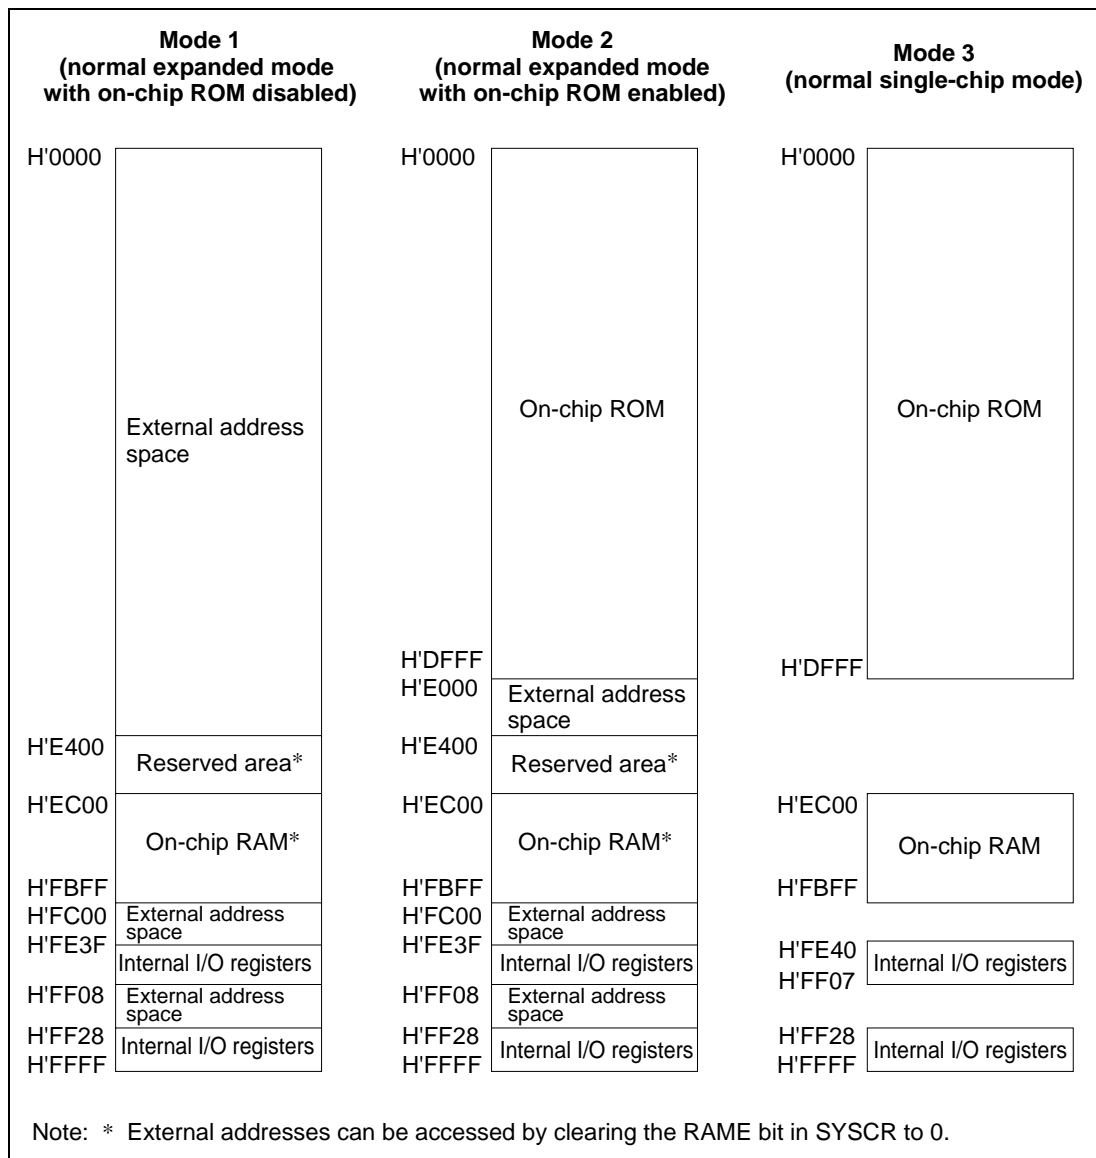 Mode 1
(normal expanded mode
with on-chip ROM disabled)
H'0000
External address
space
H'E400
Reserved area*
H'EC00
On-chip RAM*
H'FBFF
H'FC00
External address
space
H'FE3F
Internal I/O registers
H'FF08
External address
space
H'FF28
Internal I/O registers
H'FFFF
Mode 2
(normal expanded mode
with on-chip ROM enabled)
H'0000
On-chip ROM
H'DFFF
H'E000
External address
space
H'E400
Reserved area*
H'EC00
On-chip RAM*
H'FBFF
H'FC00
External address
space
H'FE3F
Internal I/O registers
H'FF08
External address
space
H'FF28
Internal I/O registers
H'FFFF
Mode 3
(normal single-chip mode)
H'0000
On-chip ROM
H'DFFF
H'EC00
On-chip RAM
H'FBFF
H'FE40
Internal I/O registers
H'FF07
H'FF28
Internal I/O registers
H'FFFF
Note: * External addresses can be accessed by clearing the RAME bit in SYSCR to 0.